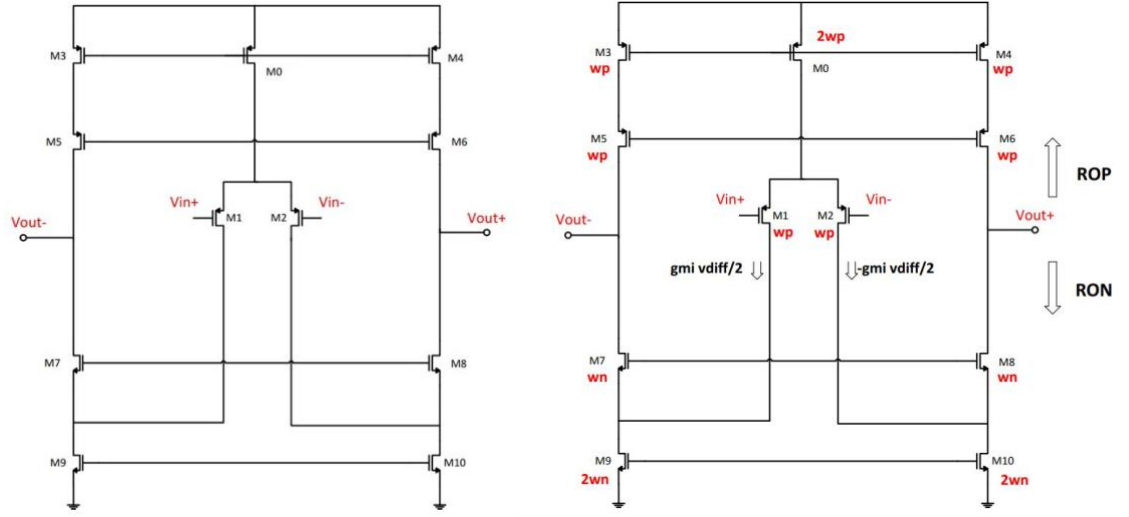 M3
M0
M4
M5
M6
Vin+
M1
M2
Vin-
Vout-
Vout+
M7
M8
M9
M10
2wp
M3
wp
M0
M4
wp
M5
wp
M6
wp
ROP
Vin+
M1
wp
M2
wp
Vin-
Vout-
Vout+
gmi vdiff/2
-gmi vdiff/2
RON
M7
wn
M8
wn
M9
2wn
M10
2wn